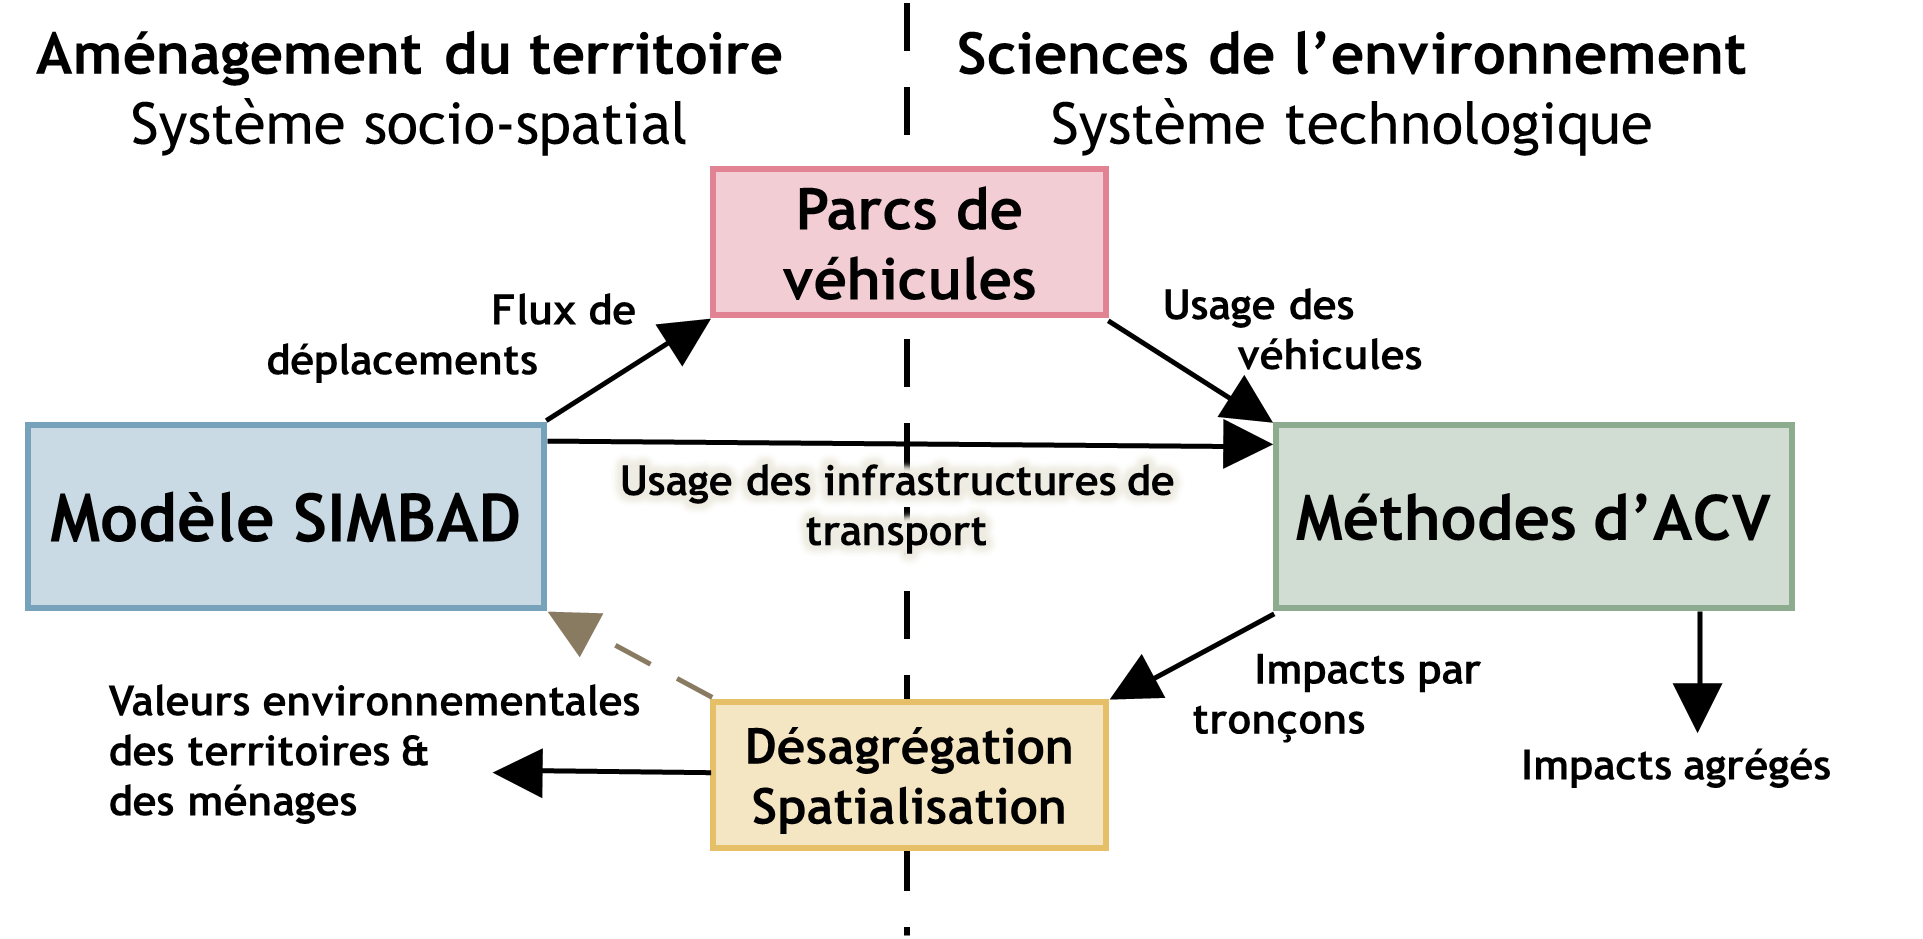 Aménagement du territoire
Système socio-spatial
Sciences de l’environnement
Système technologique
Parcs de
véhicules
Flux de
déplacements
Usage des
véhicules
Modèle SIMBAD
Usage des infrastructures de
transport
Méthodes d’ACV
Impacts par
tronçons
Impacts agrégés
Valeurs environnementales
des territoires &
des ménages
Désagrégation
Spatialisation